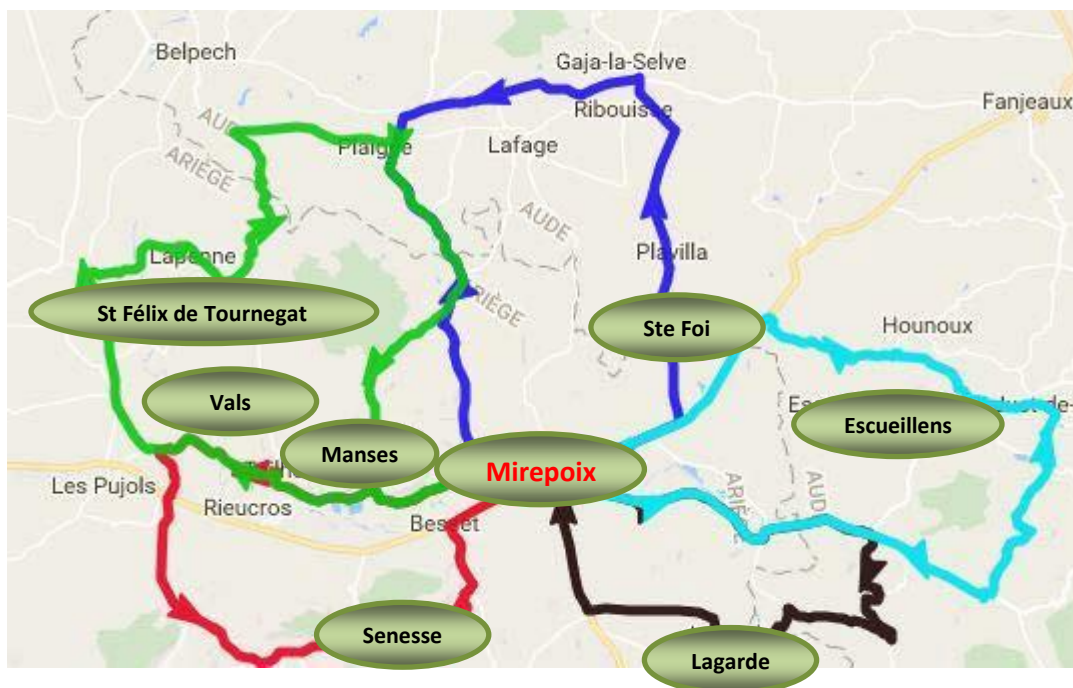 Belpech
Gaja-la-Selve
Fanjeaux
Ribouisse
AUDE
Plaigne
Lafage
ARIÈGE
AUDE
Lapenne
Plavilla
ARIÈGE
St Félix de Tournegat
Ste Foi
Hounoux
Vals
Escueillens
Manses
Mirepoix
Les Pujols
Rieucros
Besset
ARIÈGE
AUDE
Senesse
Lagarde